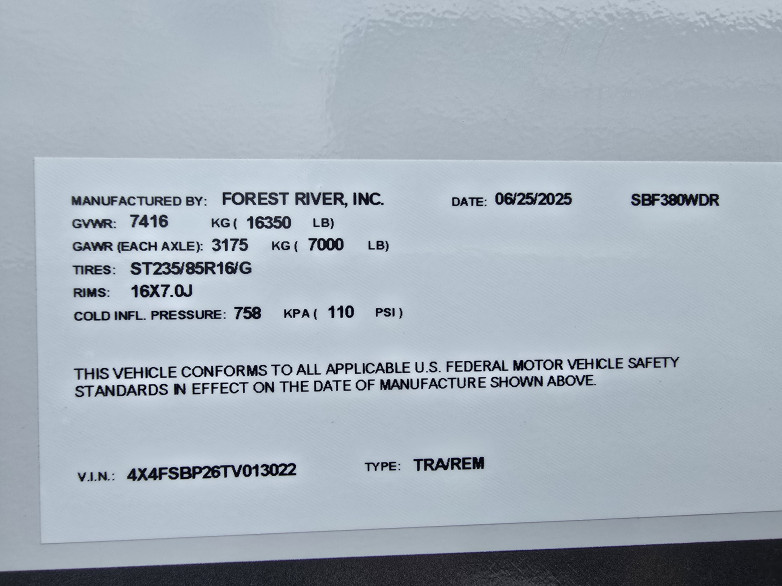 MANUFACTURED BY: FOREST RIVER, INC. DATE: 06/25/2025 SBF380WDR
GVWR: 7416 KG ( 16350 LB)
GAWR (EACH AXLE): 3175 KG ( 7000 LB)
TIRES: ST235/85R16/G
RIMS: 16X7.0J
COLD INFL. PRESSURE: 758 KPA ( 110 PSI )
THIS VEHICLE CONFORMS TO ALL APPLICABLE U.S. FEDERAL MOTOR VEHICLE SAFETY
STANDARDS IN EFFECT ON THE DATE OF MANUFACTURE SHOWN ABOVE.
V.I.N.: 4X4FSBP26TV013022 TYPE: TRA/REM